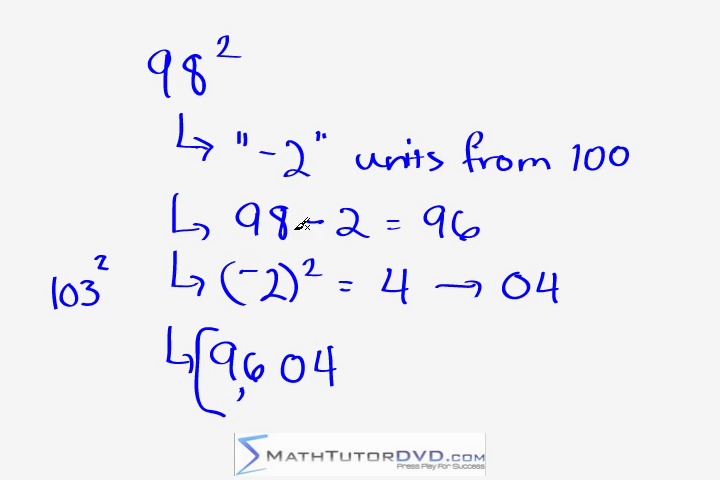 98²
↳ "-2" units from 100
↳ 98 - 2 = 96
103² ↳ (-2)² = 4 → 04
↳ [9,604
MATHTUTORDVD.COM
Press Play For Success